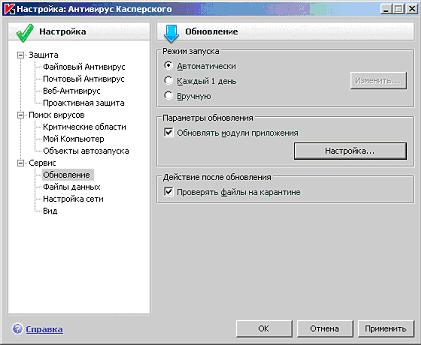 Настройка: Антивирус Касперского
Настройка
Защита
Файловый Антивирус
Почтовый Антивирус
Веб-Антивирус
Проактивная защита
Поиск вирусов
Критические области
Мой Компьютер
Объекты автозапуска
Сервис
Обновление
Файлы данных
Настройка сети
Вид
Обновление
Режим запуска
Автоматически
Каждый 1 день
Изменить...
Вручную
Параметры обновления
Обновлять модули приложения
Настройка...
Действие после обновления
Проверять файлы на карантине
Справка
ОК
Отмена
Применить